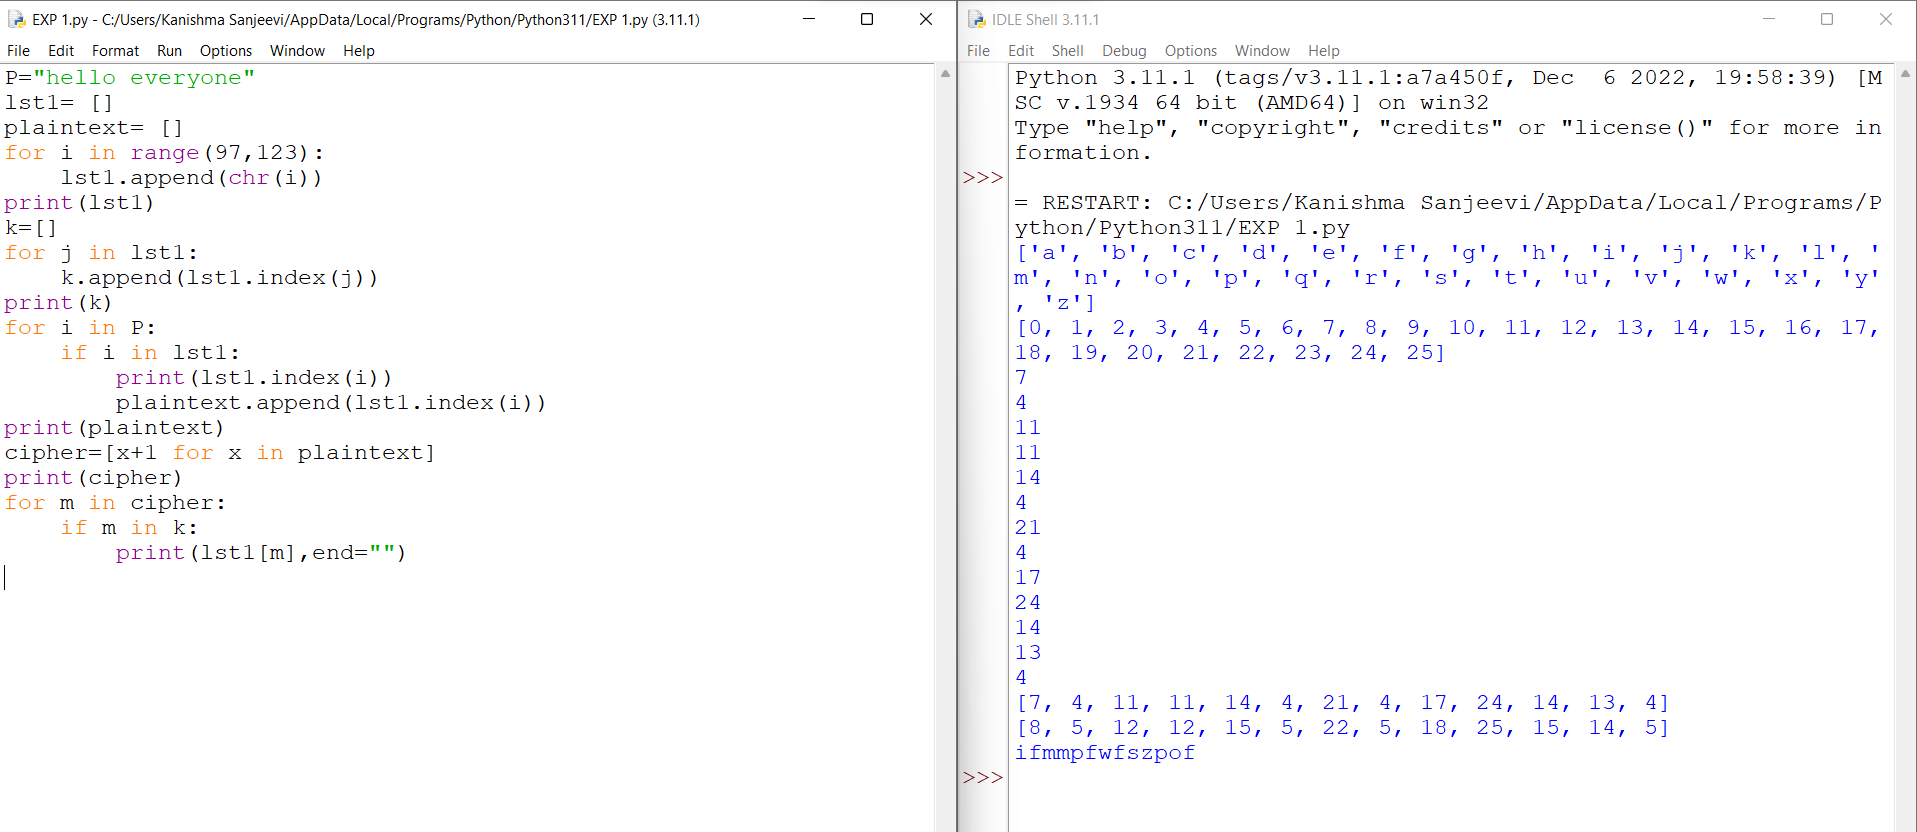 EXP 1.py - C:/Users/Kanishma Sanjeevi/AppData/Local/Programs/Python/Python311/EXP 1.py (3.11.1)
File Edit Format Run Options Window Help
P="hello everyone"
lst1= []
plaintext= []
for i in range(97,123):
    lst1.append(chr(i))
print(lst1)
k=[]
for j in lst1:
    k.append(lst1.index(j))
print(k)
for i in P:
    if i in lst1:
        print(lst1.index(i))
        plaintext.append(lst1.index(i))
print(plaintext)
cipher=[x+1 for x in plaintext]
print(cipher)
for m in cipher:
    if m in k:
        print(lst1[m],end="")
IDLE Shell 3.11.1
File Edit Shell Debug Options Window Help
Python 3.11.1 (tags/v3.11.1:a7a450f, Dec  6 2022, 19:58:39) [M
SC v.1934 64 bit (AMD64)] on win32
Type "help", "copyright", "credits" or "license()" for more in
formation.
>>>
= RESTART: C:/Users/Kanishma Sanjeevi/AppData/Local/Programs/P
ython/Python311/EXP 1.py
['a', 'b', 'c', 'd', 'e', 'f', 'g', 'h', 'i', 'j', 'k', 'l', '
m', 'n', 'o', 'p', 'q', 'r', 's', 't', 'u', 'v', 'w', 'x', 'y'
, 'z']
[0, 1, 2, 3, 4, 5, 6, 7, 8, 9, 10, 11, 12, 13, 14, 15, 16, 17,
18, 19, 20, 21, 22, 23, 24, 25]
7
4
11
11
14
4
21
4
17
24
14
13
4
[7, 4, 11, 11, 14, 4, 21, 4, 17, 24, 14, 13, 4]
[8, 5, 12, 12, 15, 5, 22, 5, 18, 25, 15, 14, 5]
ifmmpfwfszpof
>>>